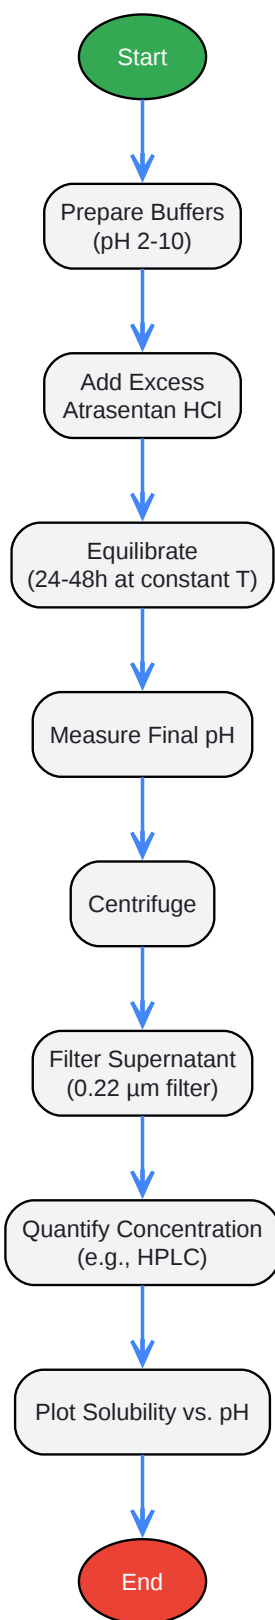 Start
Prepare Buffers
(pH 2-10)
Add Excess
Atrasentan HCl
Equilibrate
(24-48h at constant T)
Measure Final pH
Centrifuge
Filter Supernatant
(0.22 µm filter)
Quantify Concentration
(e.g., HPLC)
Plot Solubility vs. pH
End